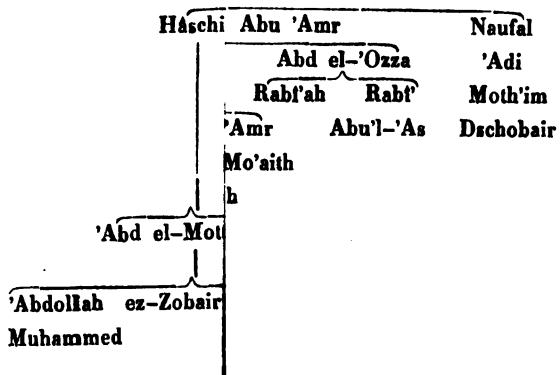 Hâschi Abu 'Amr Naufal
Abd el-'Ozza 'Adi
Rabî'ah Rabî' Moth'im
'Amr Abu'l-'As Dschobair
Mo'aith
h
'Abd el-Mot
'Abdollah ez-Zobair
Muhammed